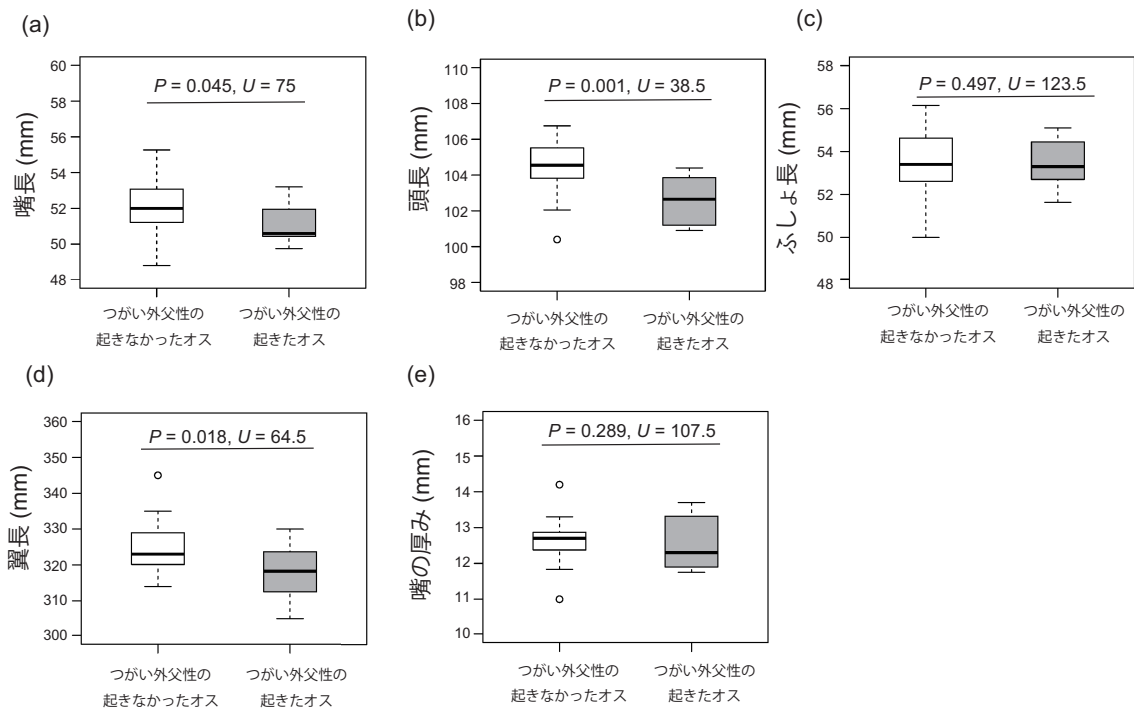 (a)
P = 0.045, U = 75
嘴長 (mm)
60
58
56
54
52
50
48
つがい外父性の
起きなかったオス
つがい外父性の
起きたオス
(b)
P = 0.001, U = 38.5
頭長 (mm)
110
108
106
104
102
100
98
つがい外父性の
起きなかったオス
つがい外父性の
起きたオス
(c)
P = 0.497, U = 123.5
ふしょ長 (mm)
58
56
54
52
50
48
つがい外父性の
起きなかったオス
つがい外父性の
起きたオス
(d)
P = 0.018, U = 64.5
翼長 (mm)
360
350
340
330
320
310
300
つがい外父性の
起きなかったオス
つがい外父性の
起きたオス
(e)
P = 0.289, U = 107.5
嘴の厚み (mm)
16
15
14
13
12
11
10
つがい外父性の
起きなかったオス
つがい外父性の
起きたオス